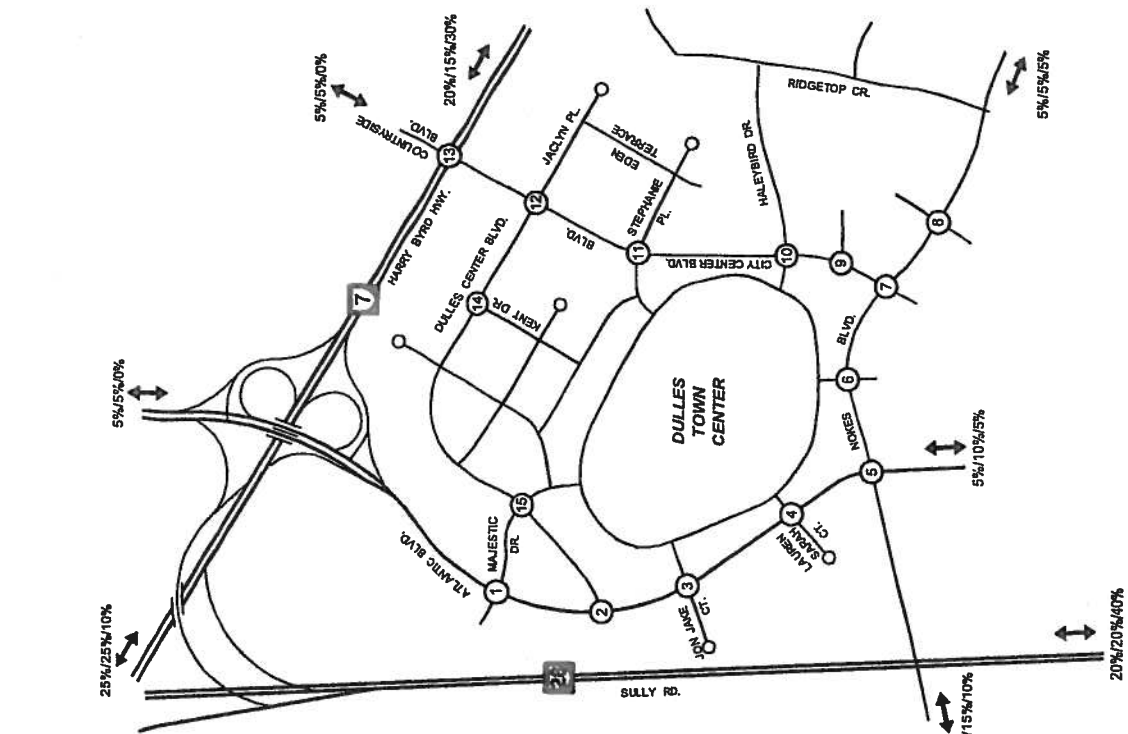 5%/5%/0%
20%/15%/30%
COUNTRYSIDE
BLVD.
13
JACLYN PL.
EDEN
TERRACE
RIDGETOP CR.
5%/5%/5%
HARRY BYRD HWY.
12
HALEYBIRD DR.
STEPHANIE
PL.
7
DULLES CENTER BLVD.
BLVD.
11
10
CITY CENTER BLVD.
8
9
14
KENT DR.
7
5%/5%/0%
BLVD.
6
DULLES
TOWN
CENTER
NOKES
5
5%/10%/5%
15
4
LAUREN
SARAH
CT.
ATLANTIC BLVD.
MAJESTIC
DR.
1
2
3
JON JAKE
CT.
25%/25%/10%
28
SULLY RD.
20%/20%/40%
/15%/10%